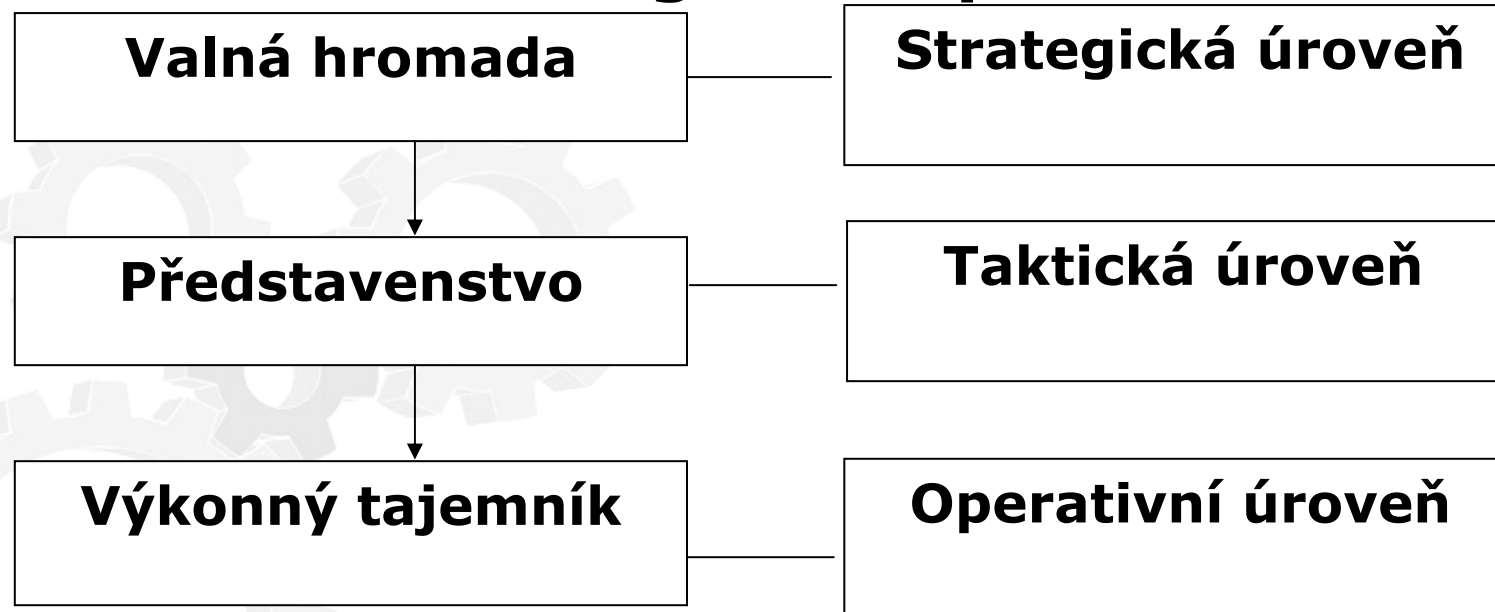 Valná hromada
Strategická úroveň
Představenstvo
Taktická úroveň
Výkonný tajemník
Operativní úroveň